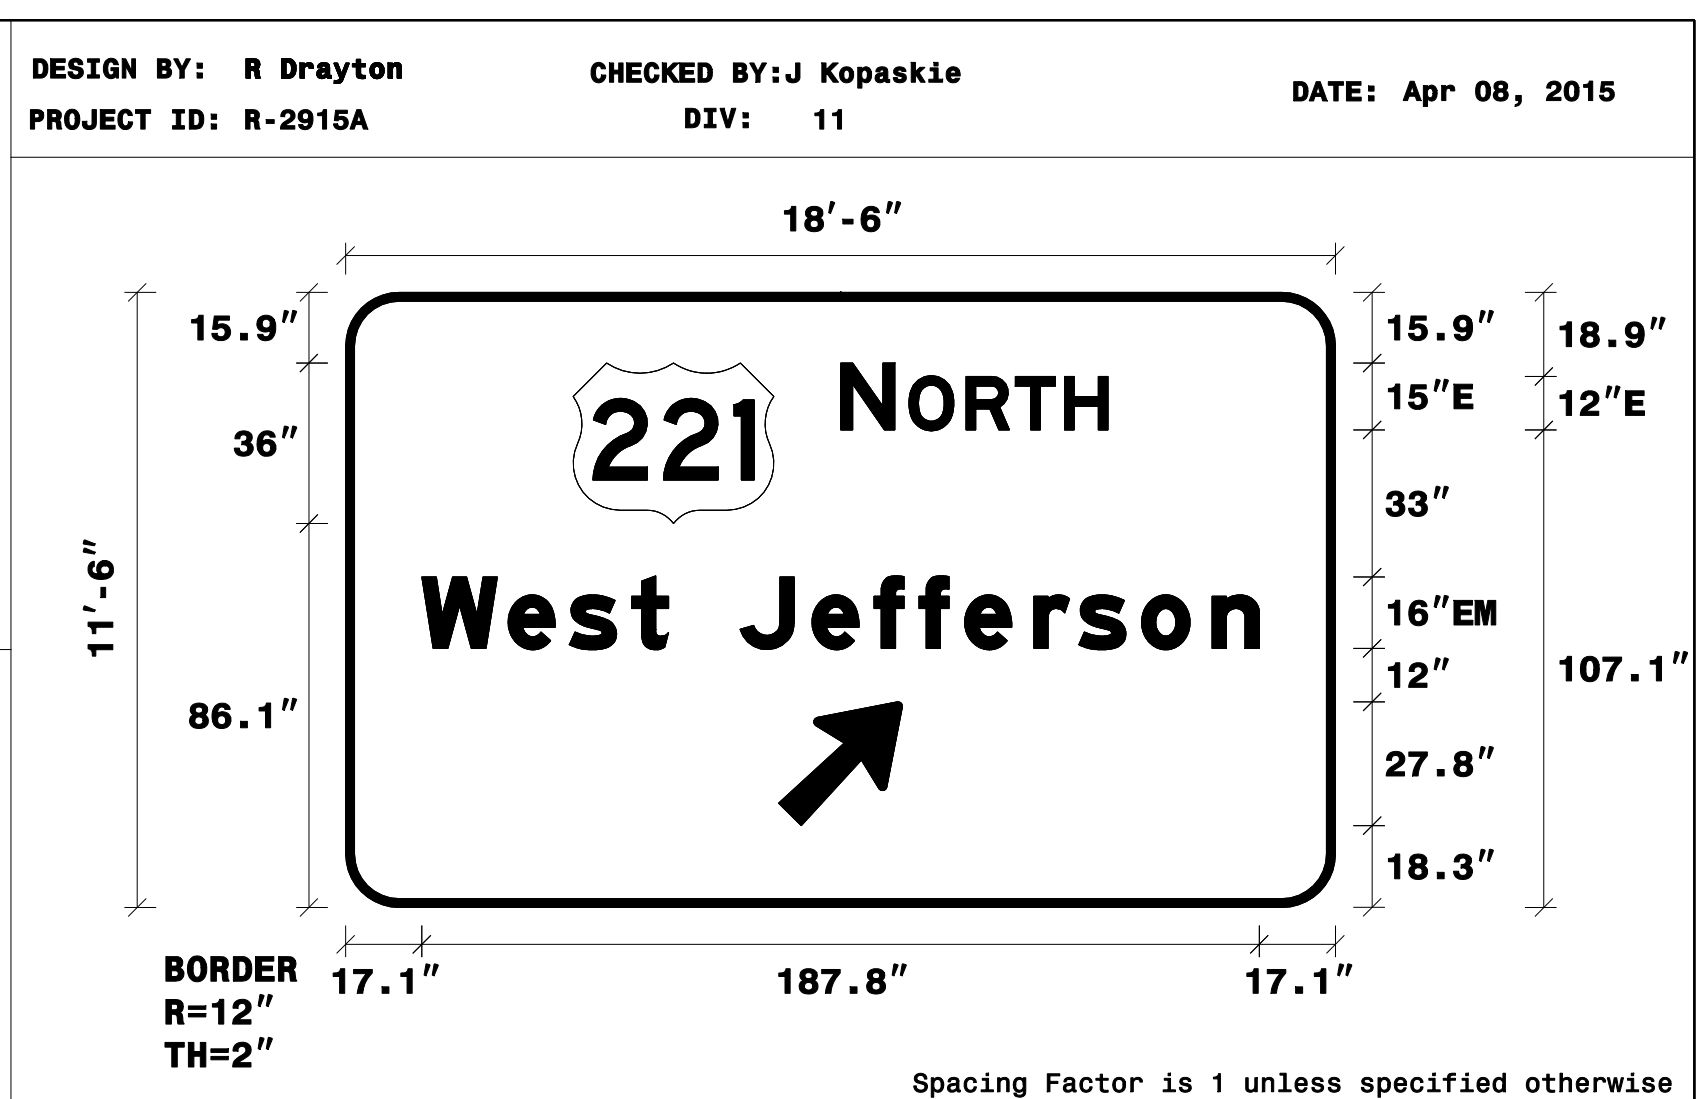 DESIGN BY: R Drayton
CHECKED BY:J Kopaskie
DATE: Apr 08, 2015
PROJECT ID: R-2915A
DIV: 11
18'-6"
15.9"
36"
86.1"
11'-6"
221 NORTH
West Jefferson
15.9"
15"E
33"
16"EM
12"
27.8"
18.3"
18.9"
12"E
107.1"
17.1"
187.8"
17.1"
BORDER
R=12"
TH=2"
Spacing Factor is 1 unless specified otherwise